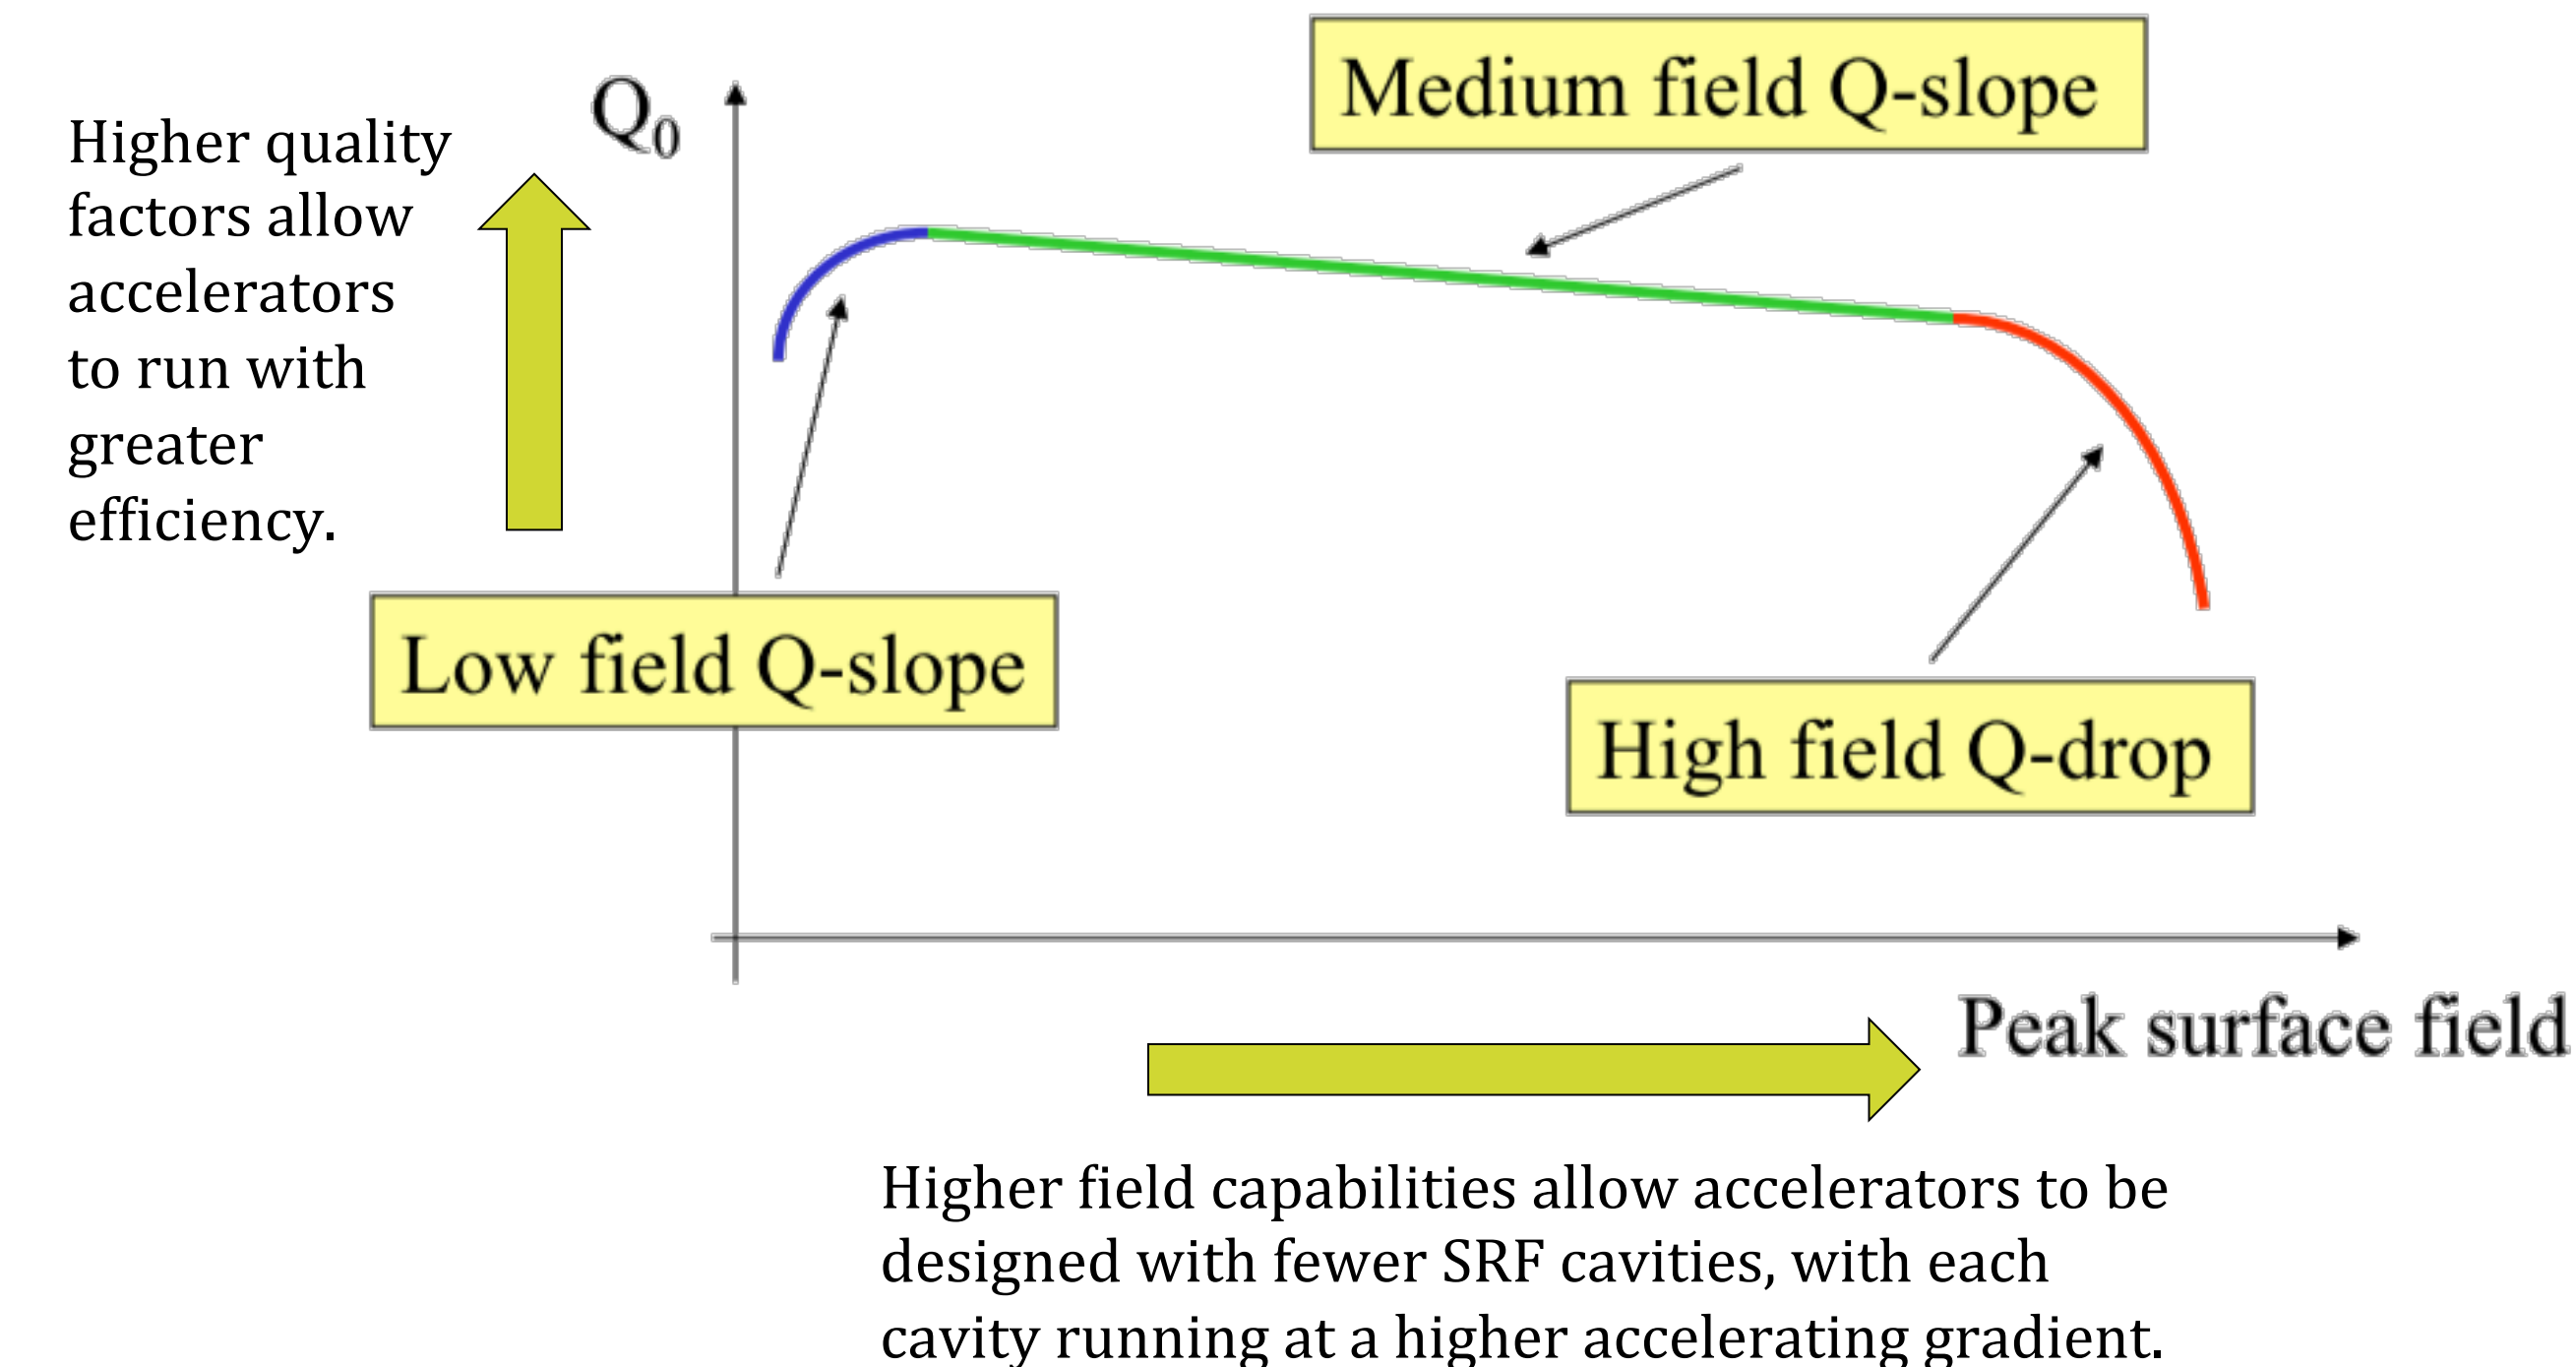 Medium field Q-slope
Q₀
Higher quality
factors allow
accelerators
to run with
greater
efficiency.
Low field Q-slope
High field Q-drop
Peak surface field
Higher field capabilities allow accelerators to be
designed with fewer SRF cavities, with each
cavity running at a higher accelerating gradient.